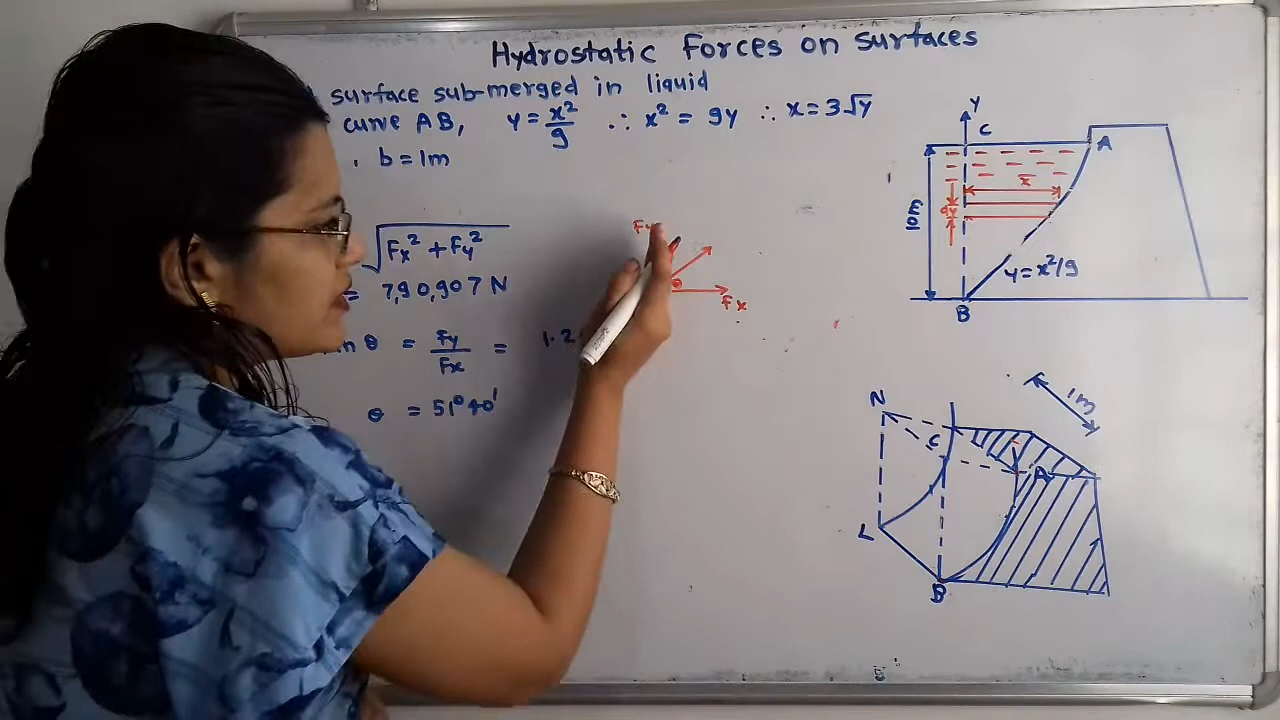 Hydrostatic Forces on surfaces
surface sub-merged in liquid
curve AB, y = x²/9 ∴ x² = 9y ∴ x = 3√y
, b = 1m
√(Fx² + Fy²)
= 7,90,907 N
θ = Fy/Fx = 1.2
θ = 51° 40'
θ
Fx
Y
C
A
x
dy
10m
y = x²/9
B
1m
N
C
A
L
B